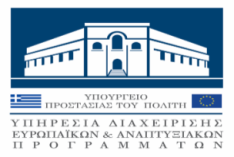 ΥΠΟΥΡΓΕΙΟ
ΠΡΟΣΤΑΣΙΑΣ ΤΟΥ ΠΟΛΙΤΗ
ΥΠΗΡΕΣΙΑ ΔΙΑΧΕΙΡΙΣΗΣ
ΕΥΡΩΠΑΪΚΩΝ & ΑΝΑΠΤΥΞΙΑΚΩΝ
ΠΡΟΓΡΑΜΜΑΤΩΝ